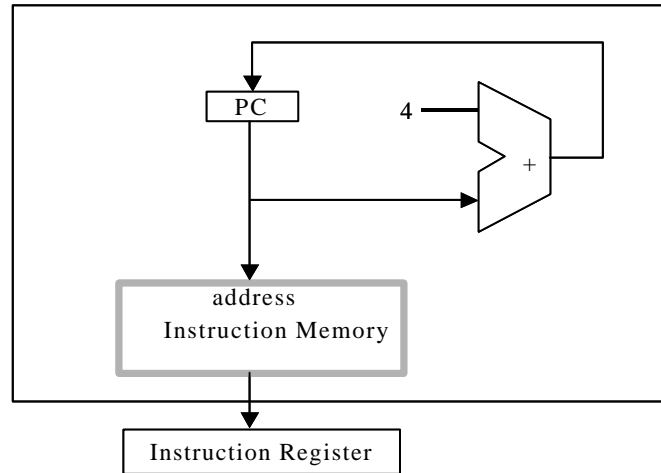 PC
4
+
address
Instruction Memory
Instruction Register